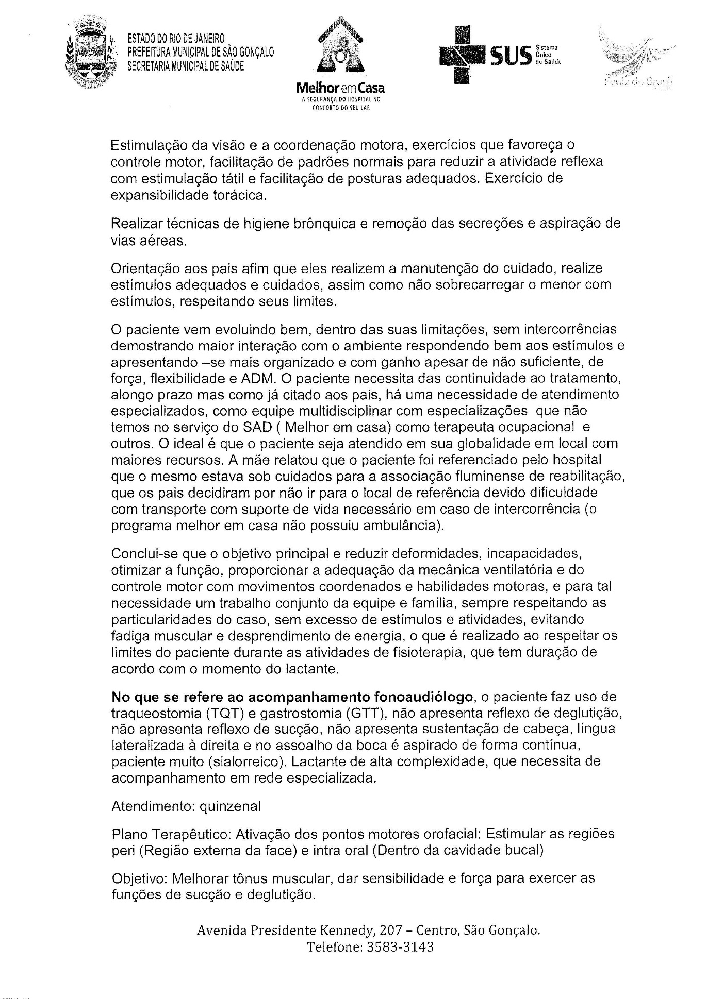 ESTADO DO RIO DE JANEIRO
PREFEITURA MUNICIPAL DE SÃO GONÇALO
SECRETARIA MUNICIPAL DE SAÚDE
MelhoremCasa
A SEGURANÇA DO HOSPITAL NO
CONFORTO DO SEU LAR
SUS Sistema
Único
de Saúde
Fenix do Brasil
Estimulação da visão e a coordenação motora, exercícios que favoreça o
controle motor, facilitação de padrões normais para reduzir a atividade reflexa
com estimulação tátil e facilitação de posturas adequados. Exercício de
expansibilidade torácica.
Realizar técnicas de higiene brônquica e remoção das secreções e aspiração de
vias aéreas.
Orientação aos pais afim que eles realizem a manutenção do cuidado, realize
estímulos adequados e cuidados, assim como não sobrecarregar o menor com
estímulos, respeitando seus limites.
O paciente vem evoluindo bem, dentro das suas limitações, sem intercorrências
demostrando maior interação com o ambiente respondendo bem aos estímulos e
apresentando –se mais organizado e com ganho apesar de não suficiente, de
força, flexibilidade e ADM. O paciente necessita das continuidade ao tratamento,
alongo prazo mas como já citado aos pais, há uma necessidade de atendimento
especializados, como equipe multidisciplinar com especializações que não
temos no serviço do SAD ( Melhor em casa) como terapeuta ocupacional e
outros. O ideal é que o paciente seja atendido em sua globalidade em local com
maiores recursos. A mãe relatou que o paciente foi referenciado pelo hospital
que o mesmo estava sob cuidados para a associação fluminense de reabilitação,
que os pais decidiram por não ir para o local de referência devido dificuldade
com transporte com suporte de vida necessário em caso de intercorrência (o
programa melhor em casa não possuiu ambulância).
Conclui-se que o objetivo principal e reduzir deformidades, incapacidades,
otimizar a função, proporcionar a adequação da mecânica ventilatória e do
controle motor com movimentos coordenados e habilidades motoras, e para tal
necessidade um trabalho conjunto da equipe e família, sempre respeitando as
particularidades do caso, sem excesso de estímulos e atividades, evitando
fadiga muscular e desprendimento de energia, o que é realizado ao respeitar os
limites do paciente durante as atividades de fisioterapia, que tem duração de
acordo com o momento do lactante.
No que se refere ao acompanhamento fonoaudiólogo, o paciente faz uso de
traqueostomia (TQT) e gastrostomia (GTT), não apresenta reflexo de deglutição,
não apresenta reflexo de sucção, não apresenta sustentação de cabeça, língua
lateralizada à direita e no assoalho da boca é aspirado de forma contínua,
paciente muito (sialorreico). Lactante de alta complexidade, que necessita de
acompanhamento em rede especializada.
Atendimento: quinzenal
Plano Terapêutico: Ativação dos pontos motores orofacial: Estimular as regiões
peri (Região externa da face) e intra oral (Dentro da cavidade bucal)
Objetivo: Melhorar tônus muscular, dar sensibilidade e força para exercer as
funções de sucção e deglutição.
Avenida Presidente Kennedy, 207 – Centro, São Gonçalo.
Telefone: 3583-3143